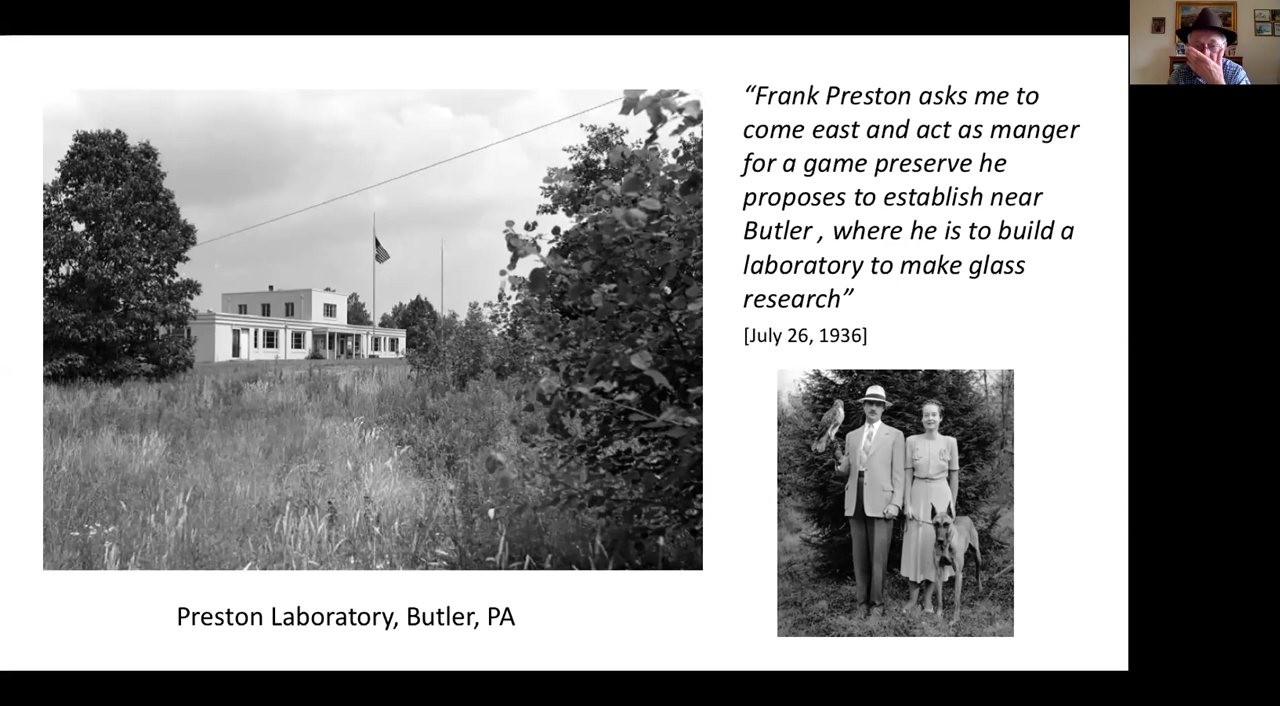 “Frank Preston asks me to
come east and act as manger
for a game preserve he
proposes to establish near
Butler , where he is to build a
laboratory to make glass
research”
[July 26, 1936]
Preston Laboratory, Butler, PA